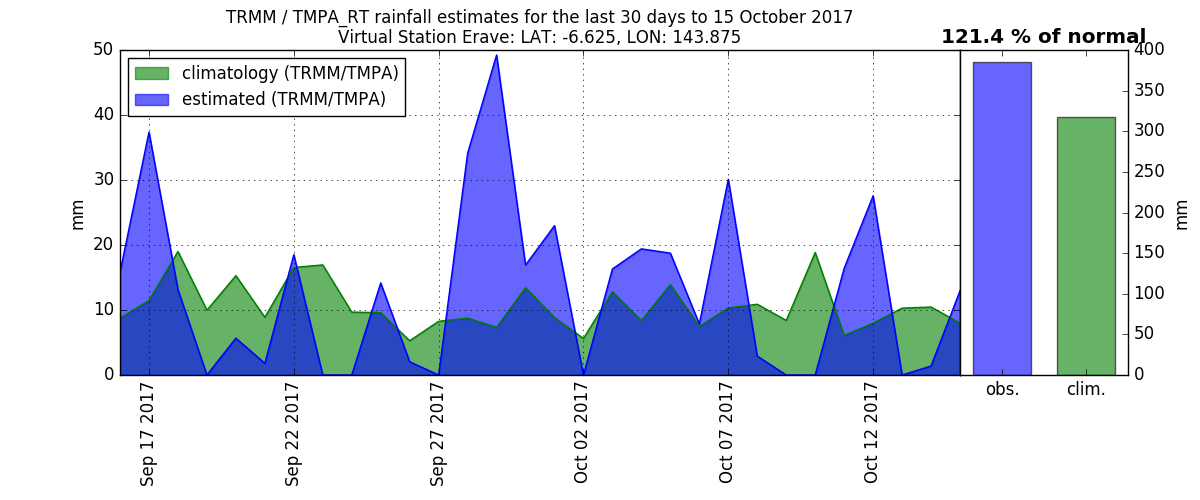 TRMM / TMPA_RT rainfall estimates for the last 30 days to 15 October 2017
Virtual Station Erave: LAT: -6.625, LON: 143.875
121.4 % of normal
climatology (TRMM/TMPA)
estimated (TRMM/TMPA)
50
40
30
20
10
0
mm
Sep 17 2017
Sep 22 2017
Sep 27 2017
Oct 02 2017
Oct 07 2017
Oct 12 2017
obs.
clim.
400
350
300
250
200
150
100
50
0
mm